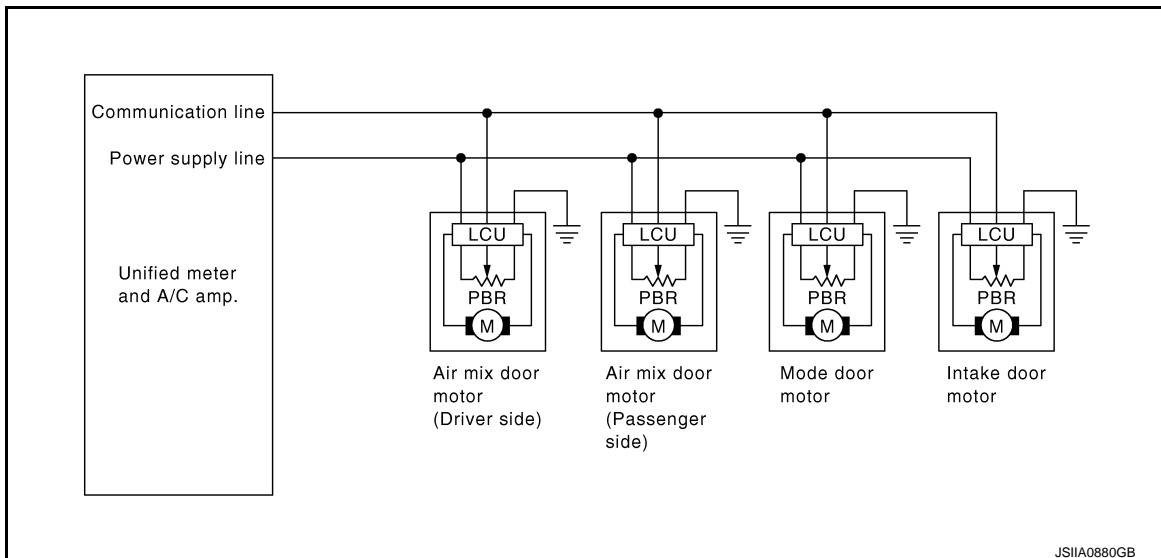 Communication line
Power supply line
Unified meter
and A/C amp.
LCU
PBR
M
Air mix door
motor
(Driver side)
LCU
PBR
M
Air mix door
motor
(Passenger
side)
LCU
PBR
M
Mode door
motor
LCU
PBR
M
Intake door
motor
JSIIA0880GB